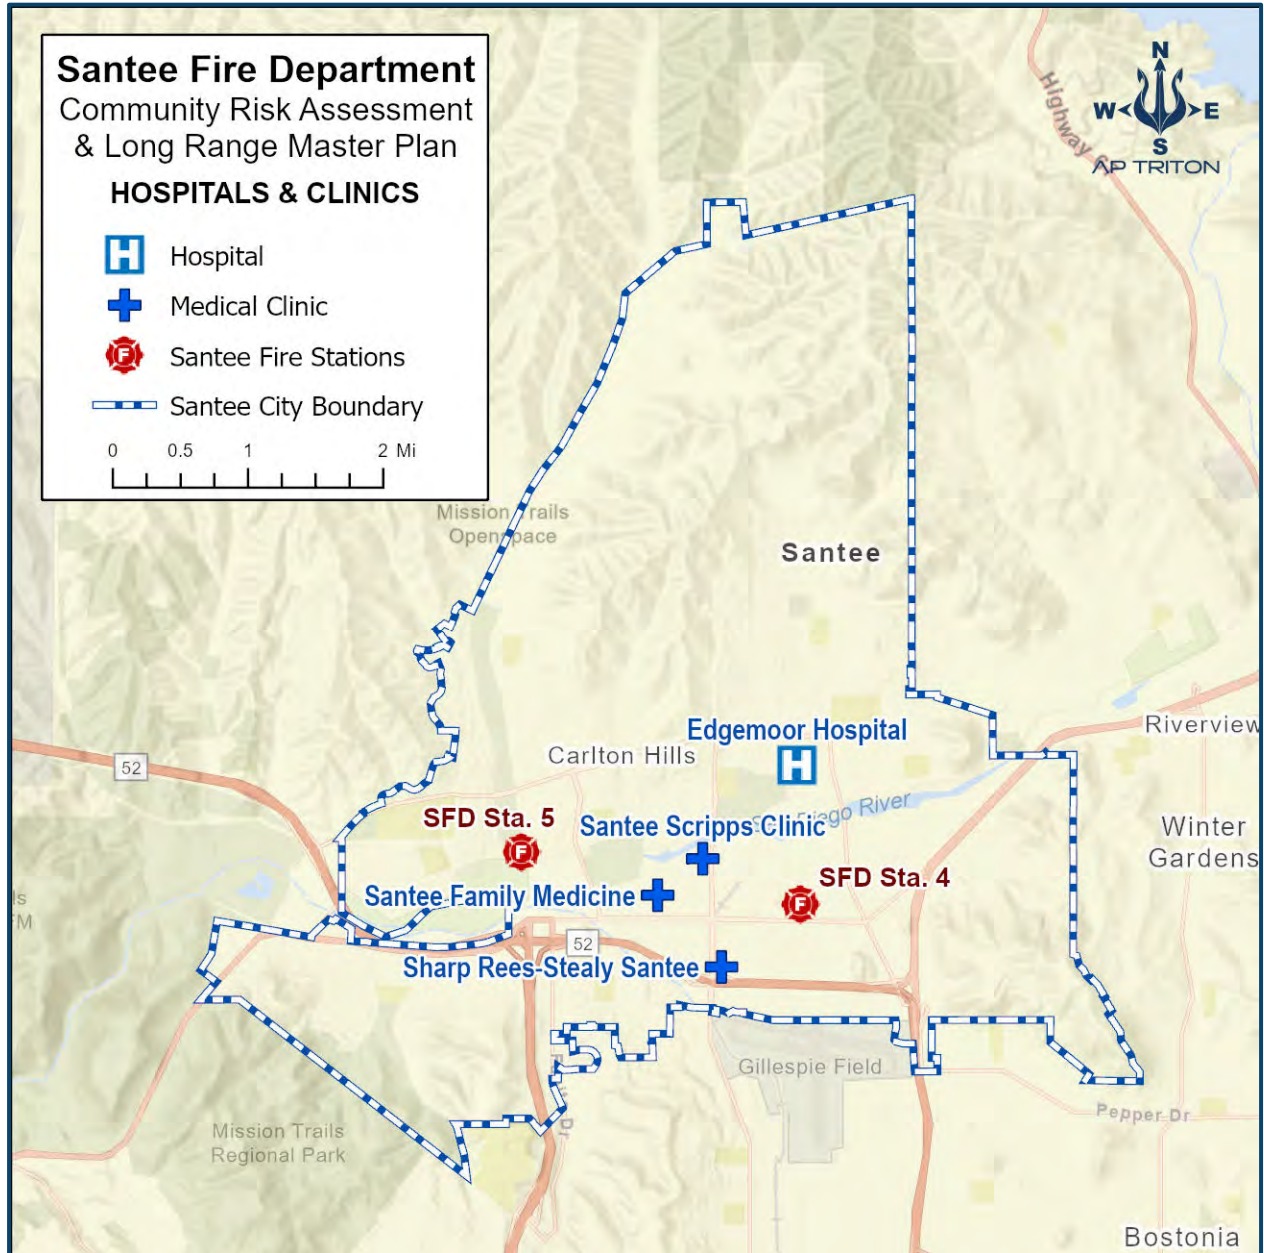 Santee Fire Department
Community Risk Assessment
& Long Range Master Plan
HOSPITALS & CLINICS
H Hospital
Medical Clinic
F Santee Fire Stations
Santee City Boundary
0 0.5 1 2 Mi
N
W E
S
AP TRITON
Highway
Mission Trails
Openspace
Santee
Edgemoor Hospital
H
Riverview
Carlton Hills
52
Diego River
SFD Sta. 5
F
Santee Scripps Clinic
Winter
Gardens
SFD Sta. 4
F
Santee Family Medicine
52
Sharp Rees-Stealy Santee
Gillespie Field
Pepper Dr
Dr
Mission Trails
Regional Park
Bostonia